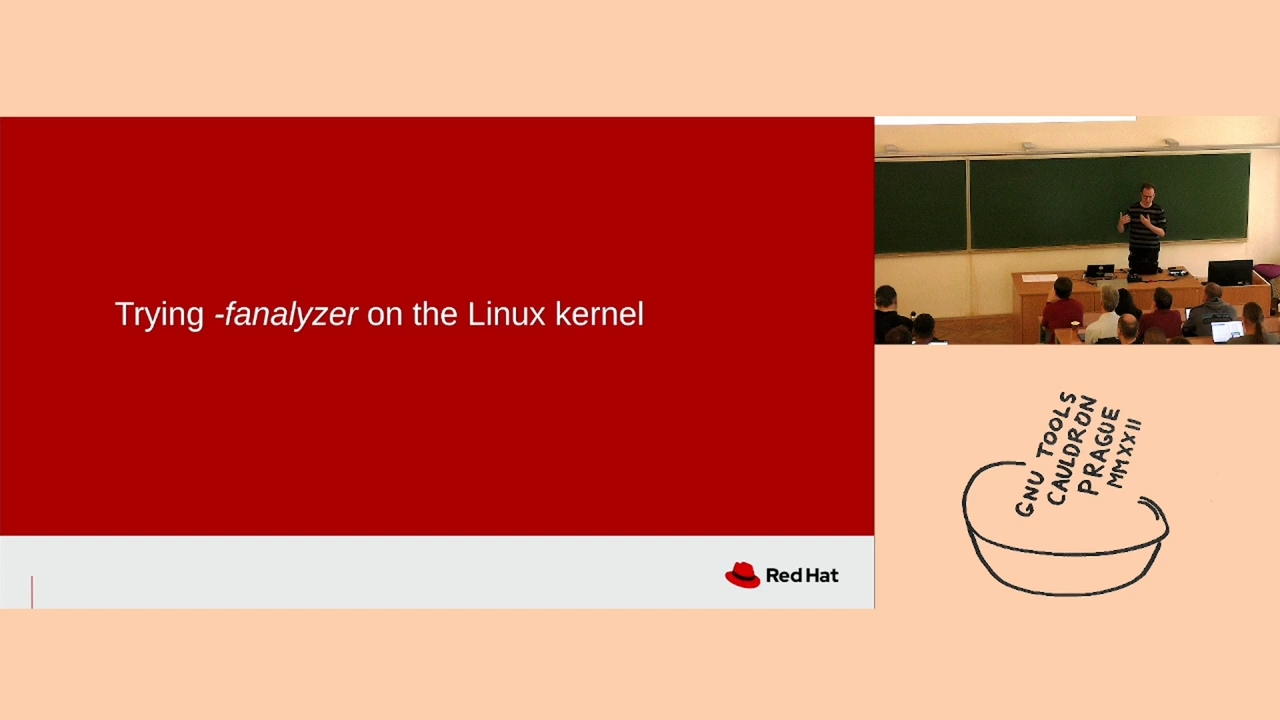 Trying -fanalyzer on the Linux kernel
Red Hat
GNU TOOLS
CAULDRON
PRAGUE
MMXXII